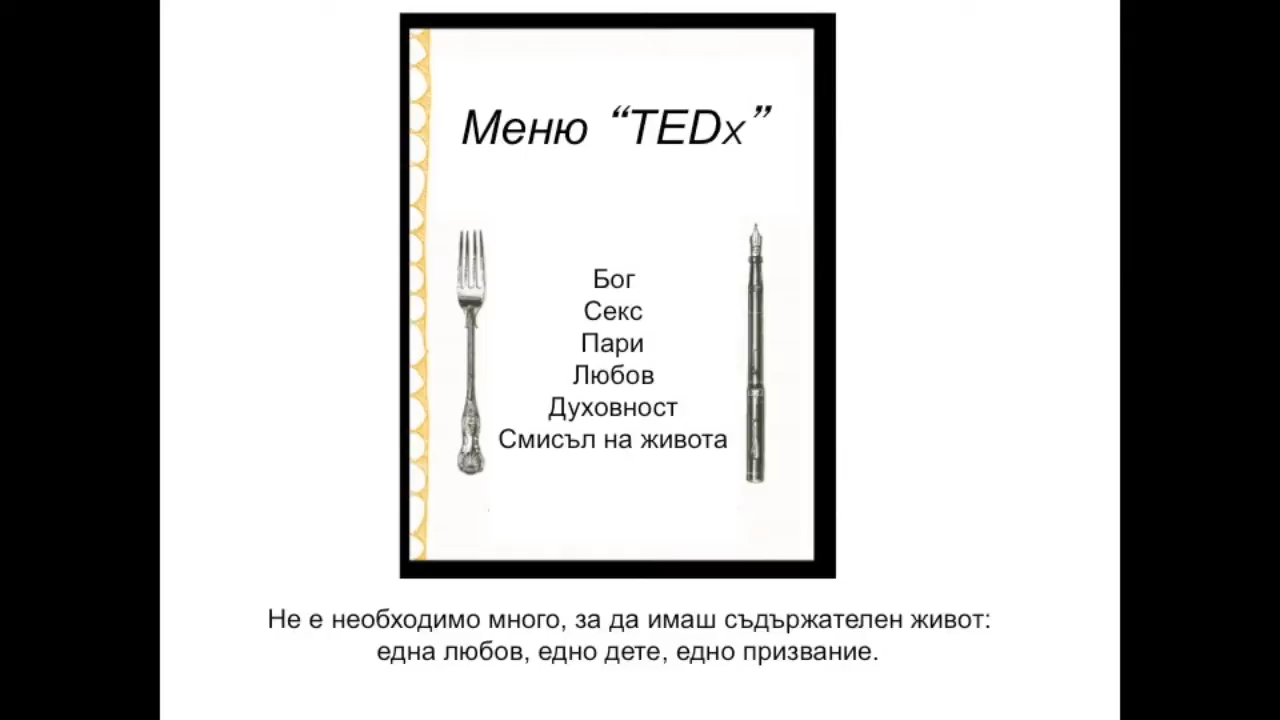 Меню “TEDx”
Бог
Секс
Пари
Любов
Духовност
Смисъл на живота
Не е необходимо много, за да имаш съдържателен живот:
една любов, едно дете, едно призвание.